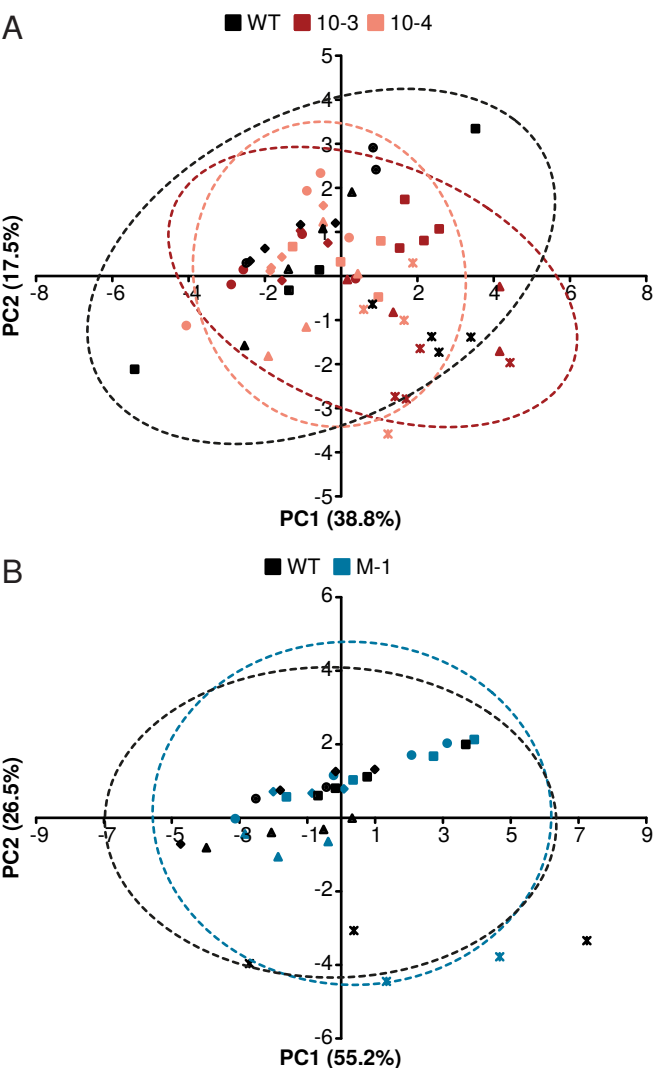 A
WT 10-3 10-4
5
4
3
2
1
-8 -6 -4 -2 2 4 6 8
-1
-2
-3
-4
-5
PC2 (17.5%)
PC1 (38.8%)
B
WT M-1
6
4
2
-9 -7 -5 -3 -1 1 3 5 7 9
-2
-4
-6
PC2 (26.5%)
PC1 (55.2%)